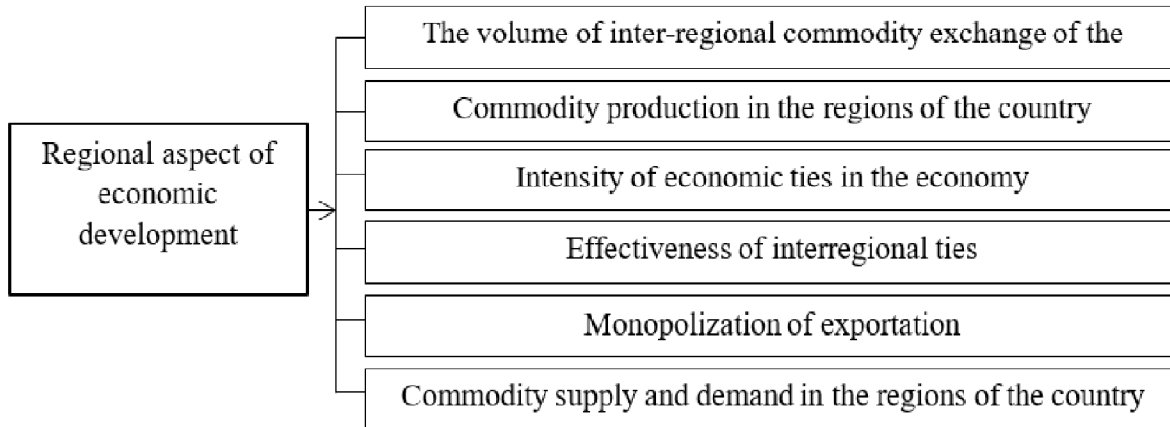 Regional aspect of
economic
development
The volume of inter-regional commodity exchange of the
Commodity production in the regions of the country
Intensity of economic ties in the economy
Effectiveness of interregional ties
Monopolization of exportation
Commodity supply and demand in the regions of the country